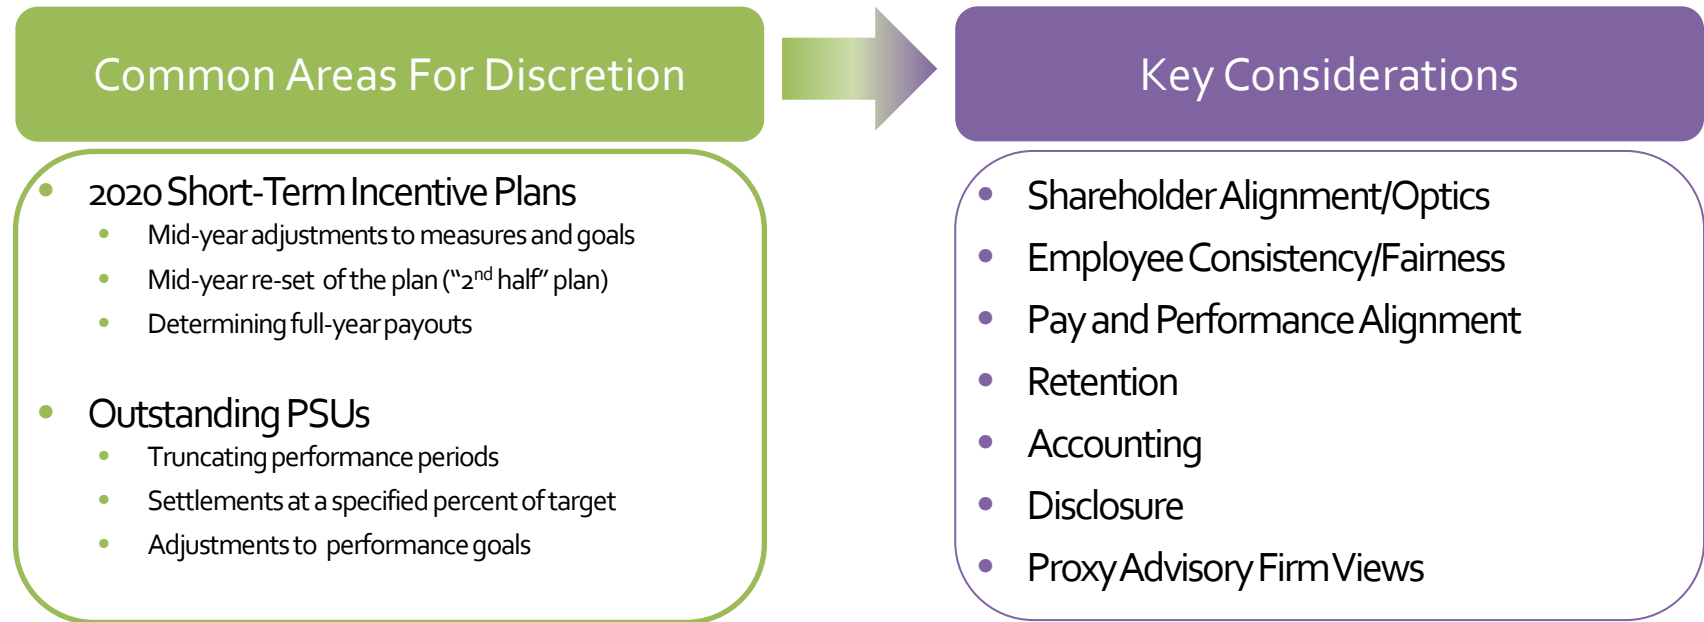 Common Areas For Discretion
2020 Short-Term Incentive Plans
Mid-year adjustments to measures and goals
Mid-year re-set of the plan (“2nd half” plan)
Determining full-year payouts
Outstanding PSUs
Truncating performance periods
Settlements at a specified percent of target
Adjustments to performance goals
Key Considerations
Shareholder Alignment/Optics
Employee Consistency/Fairness
Pay and Performance Alignment
Retention
Accounting
Disclosure
Proxy Advisory Firm Views